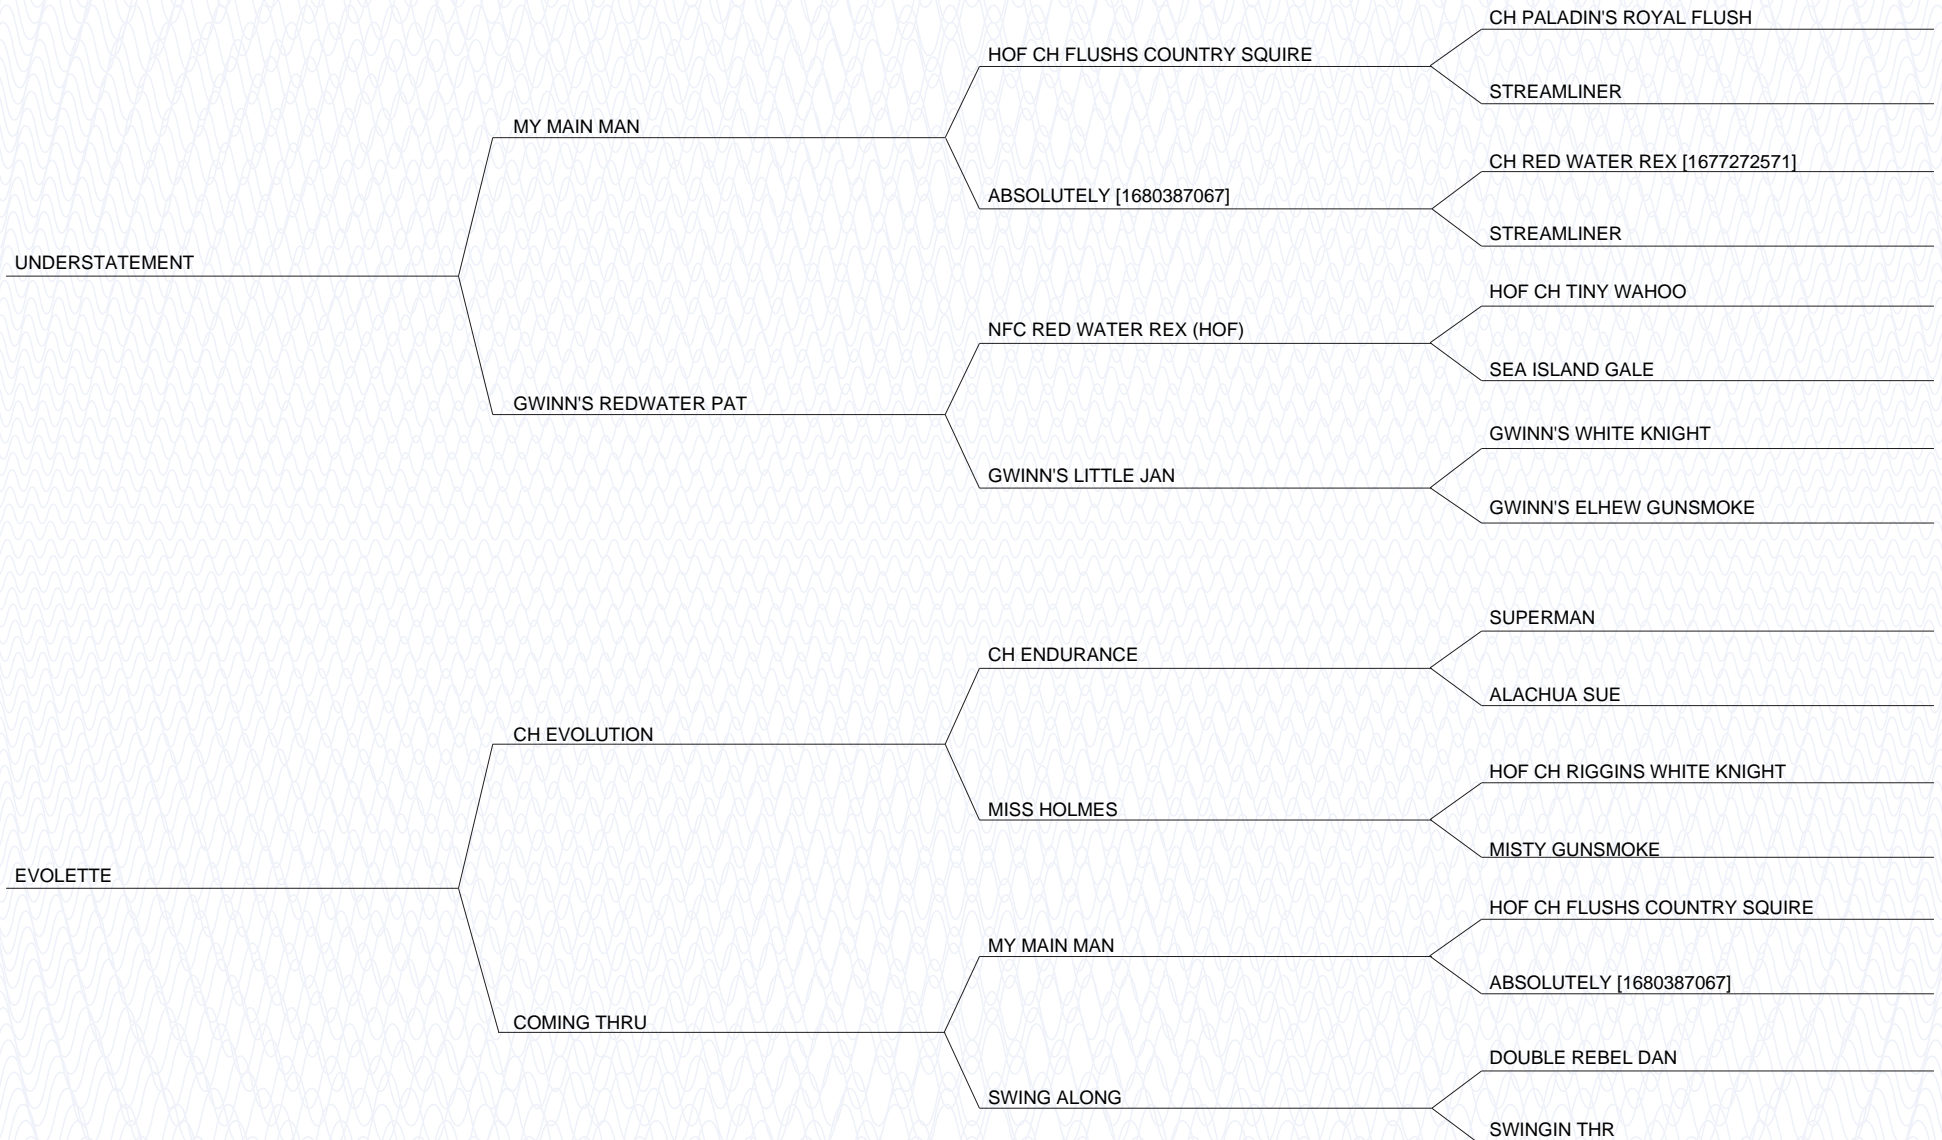 CH PALADIN'S ROYAL FLUSH
HOF CH FLUSHS COUNTRY SQUIRE
STREAMLINER
MY MAIN MAN
CH RED WATER REX [1677272571]
ABSOLUTELY [1680387067]
STREAMLINER
UNDERSTATEMENT
HOF CH TINY WAHOO
NFC RED WATER REX (HOF)
SEA ISLAND GALE
GWINN'S REDWATER PAT
GWINN'S WHITE KNIGHT
GWINN'S LITTLE JAN
GWINN'S ELHEW GUNSMOKE
SUPERMAN
CH ENDURANCE
ALACHUA SUE
CH EVOLUTION
HOF CH RIGGINS WHITE KNIGHT
MISS HOLMES
MISTY GUNSMOKE
EVOLETTE
HOF CH FLUSHS COUNTRY SQUIRE
MY MAIN MAN
ABSOLUTELY [1680387067]
COMING THRU
DOUBLE REBEL DAN
SWING ALONG
SWINGIN THR